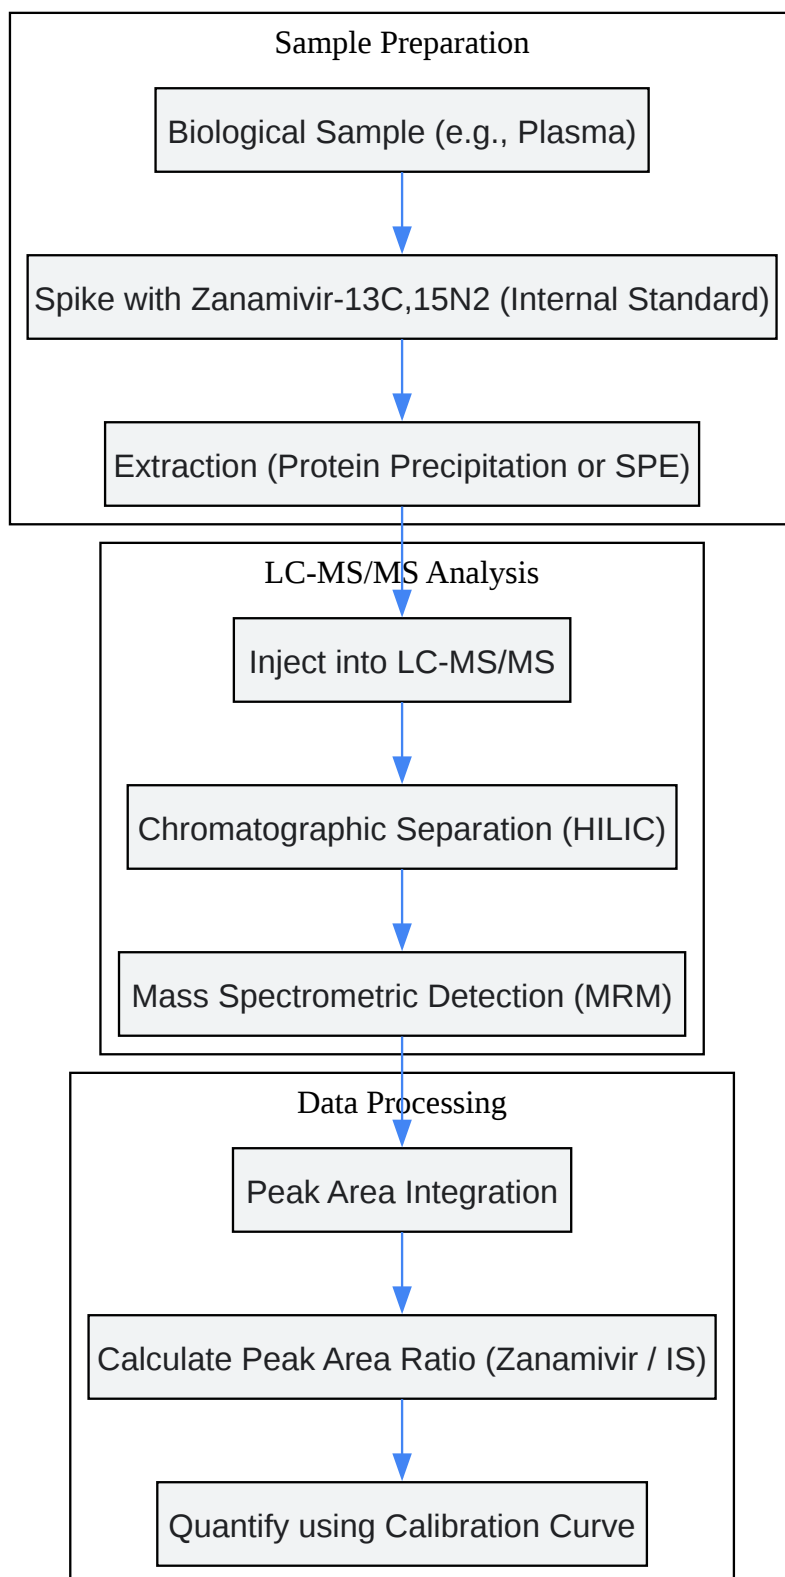 Sample Preparation
Biological Sample (e.g., Plasma)
Spike with Zanamivir-13C,15N2 (Internal Standard)
Extraction (Protein Precipitation or SPE)
LC-MS/MS Analysis
Inject into LC-MS/MS
Chromatographic Separation (HILIC)
Mass Spectrometric Detection (MRM)
Data Processing
Peak Area Integration
Calculate Peak Area Ratio (Zanamivir / IS)
Quantify using Calibration Curve